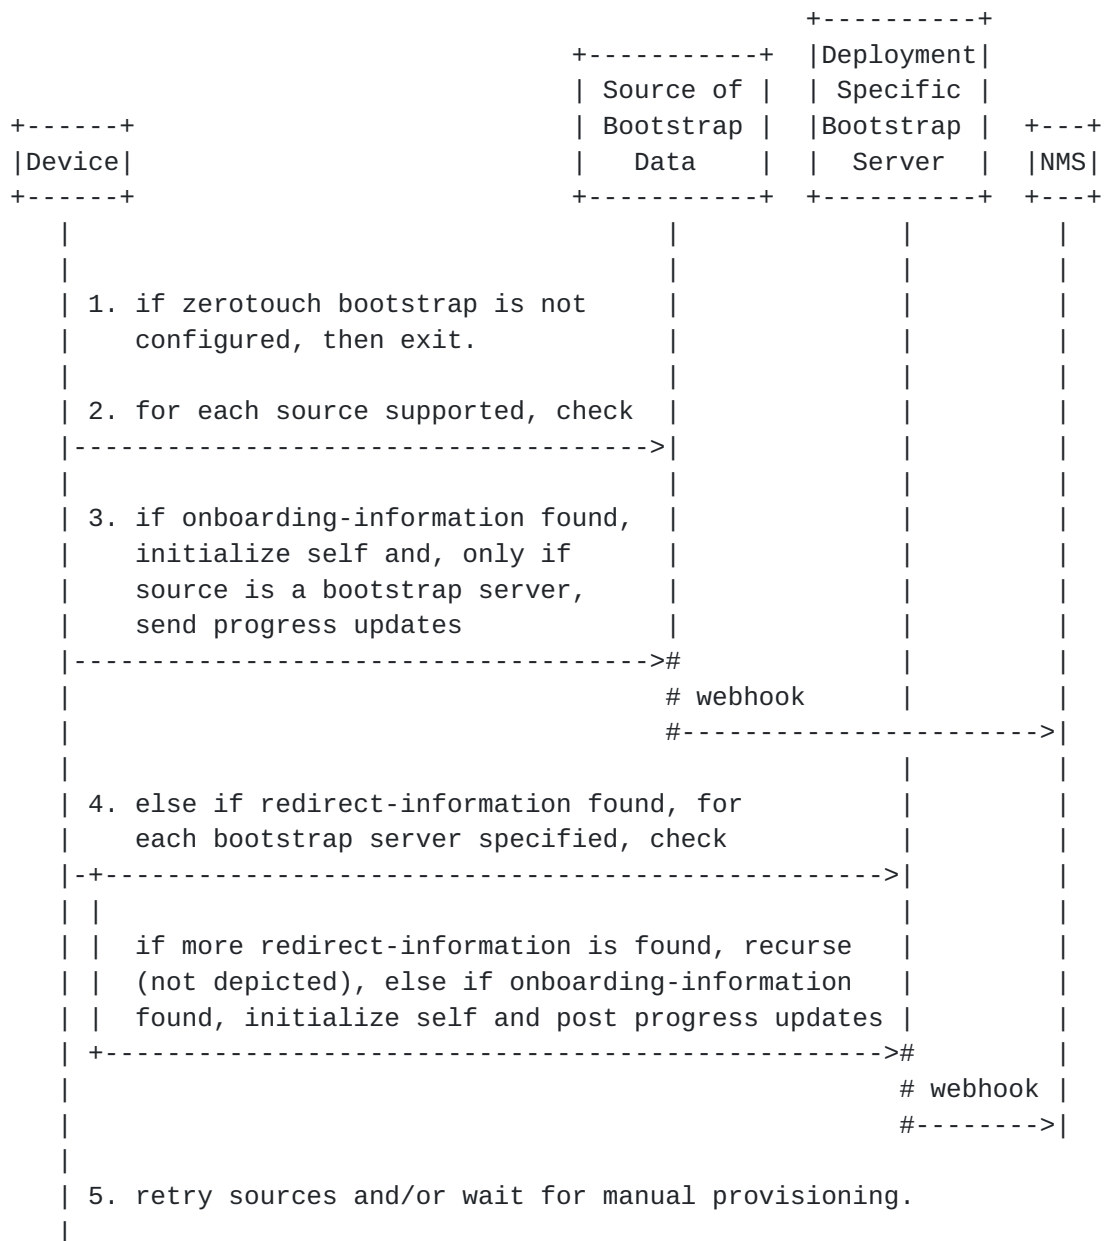 Deployment
Source of Specific
Bootstrap Bootstrap
Device Data Server NMS
1. if zerotouch bootstrap is not
configured, then exit.
2. for each source supported, check
3. if onboarding-information found,
initialize self and, only if
source is a bootstrap server,
send progress updates
# webhook
4. else if redirect-information found, for
each bootstrap server specified, check
if more redirect-information is found, recurse
(not depicted), else if onboarding-information
found, initialize self and post progress updates
# webhook
5. retry sources and/or wait for manual provisioning.